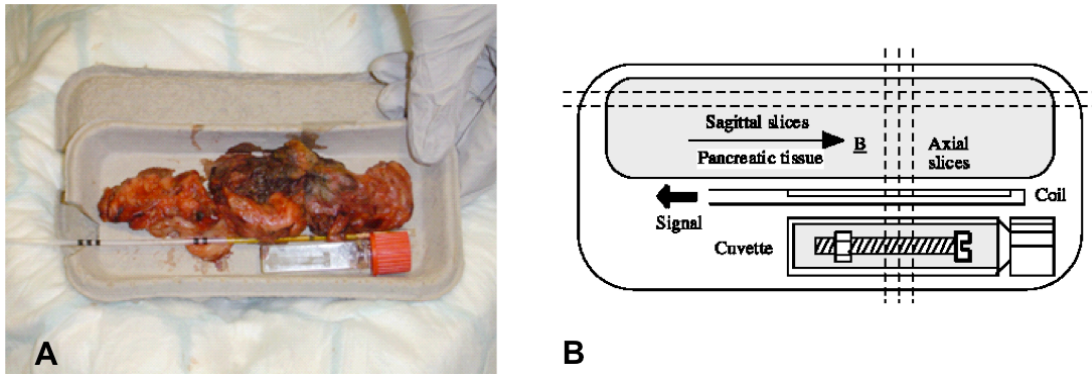 A
Sagittal slices
B
Pancreatic tissue
Axial
slices
Coil
Signal
Cuvette
B